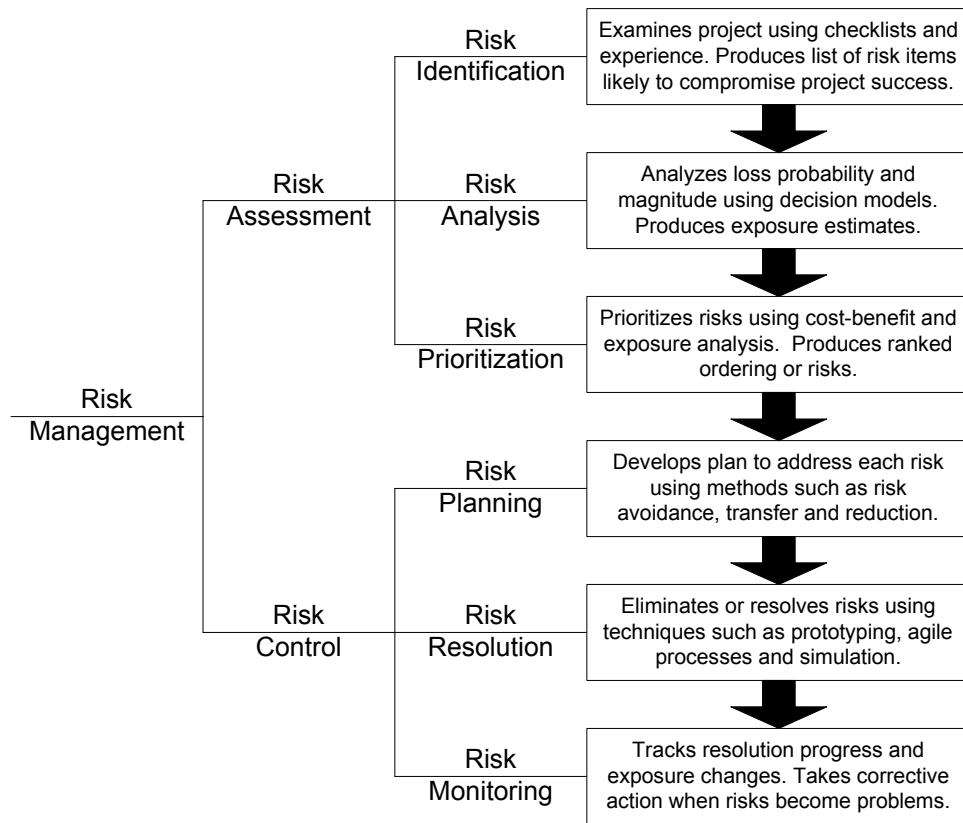 Risk
Identification
Examines project using checklists and
experience. Produces list of risk items
likely to compromise project success.
Risk
Assessment
Risk
Analysis
Analyzes loss probability and
magnitude using decision models.
Produces exposure estimates.
Risk
Prioritization
Prioritizes risks using cost-benefit and
exposure analysis.  Produces ranked
ordering or risks.
Risk
Management
Risk
Planning
Develops plan to address each risk
using methods such as risk
avoidance, transfer and reduction.
Risk
Control
Risk
Resolution
Eliminates or resolves risks using
techniques such as prototyping, agile
processes and simulation.
Risk
Monitoring
Tracks resolution progress and
exposure changes. Takes corrective
action when risks become problems.